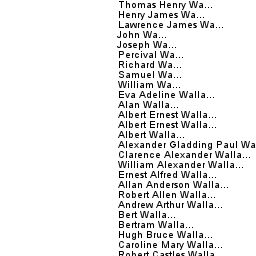 Thomas Henry Wa...
Henry James Wa...
Lawrence James Wa...
John Wa...
Joseph Wa...
Percival Wa...
Richard Wa...
Samuel Wa...
William Wa...
Eva Adeline Walla...
Alan Walla...
Albert Ernest Walla...
Albert Ernest Walla...
Albert Walla...
Alexander Gladding Paul Wa
Clarence Alexander Walla...
William Alexander Walla...
Ernest Alfred Walla...
Allan Anderson Walla...
Robert Allen Walla...
Andrew Arthur Walla...
Bert Walla...
Bertram Walla...
Hugh Bruce Walla...
Caroline Mary Walla...
Robert Castles Walla